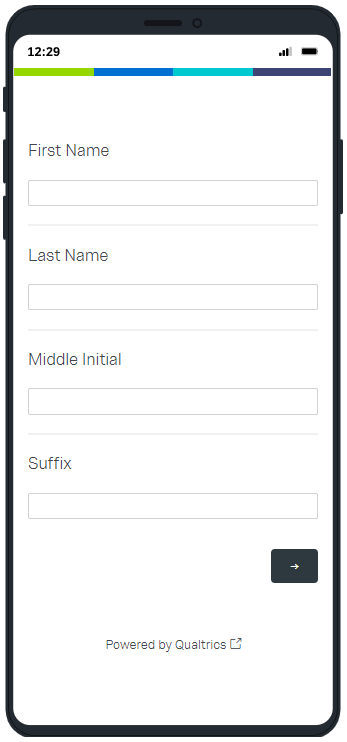 12:29
First Name
Last Name
Middle Initial
Suffix
→
Powered by Qualtrics